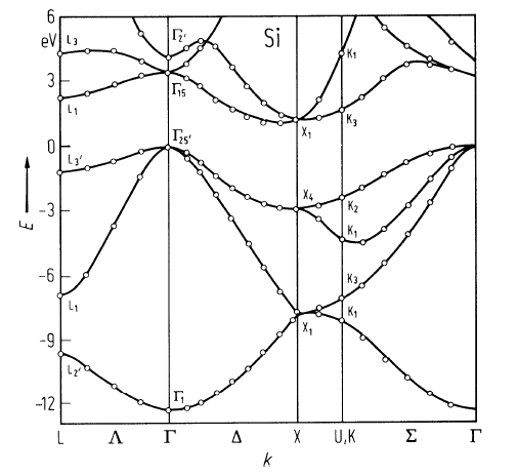 Si
6
eV
3
0
-3
-6
-9
-12
E
L₃
L₁
L₃'
L₁
L₂'
Γ₂'
Γ₁₅
Γ₂₅'
Γ₁
X₁
X₄
X₁
K₁
K₃
K₂
K₁
K₃
K₁
L Λ Γ Δ X U,K Σ Γ
k